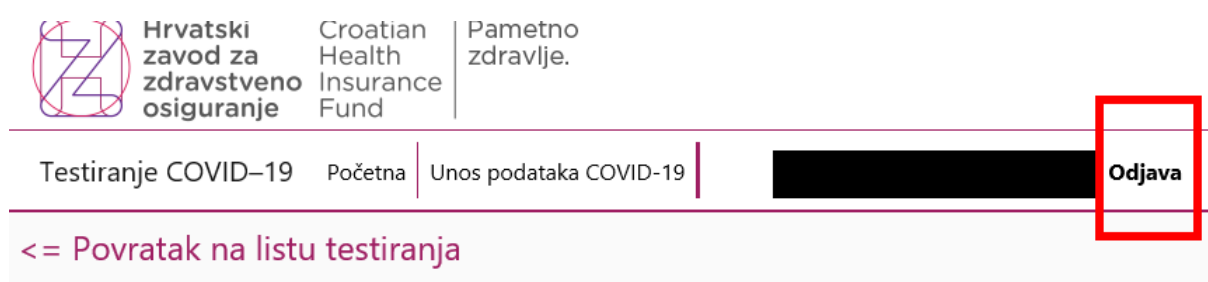 Hrvatski
zavod za
zdravstveno
osiguranje
Croatian
Health
Insurance
Fund
Pametno
zdravlje.
Testiranje COVID–19 Početna Unos podataka COVID-19 Odjava
<= Povratak na listu testiranja